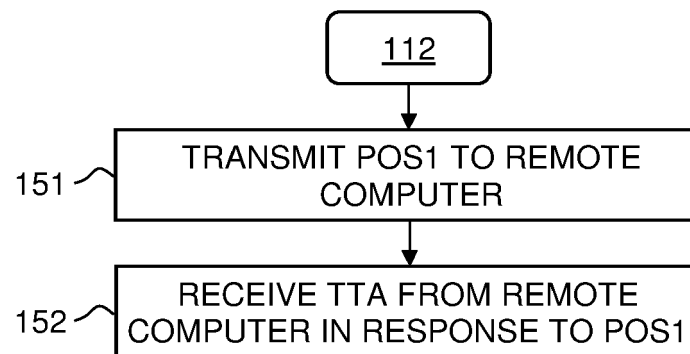 112
151
TRANSMIT POS1 TO REMOTE
COMPUTER
152
RECEIVE TTA FROM REMOTE
COMPUTER IN RESPONSE TO POS1